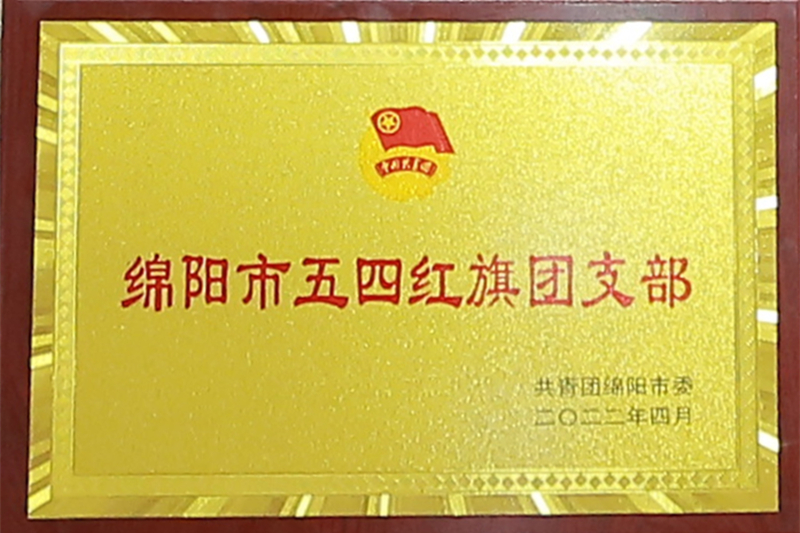 中国共青团
绵阳市五四红旗团支部
共青团绵阳市委
二〇二二年四月